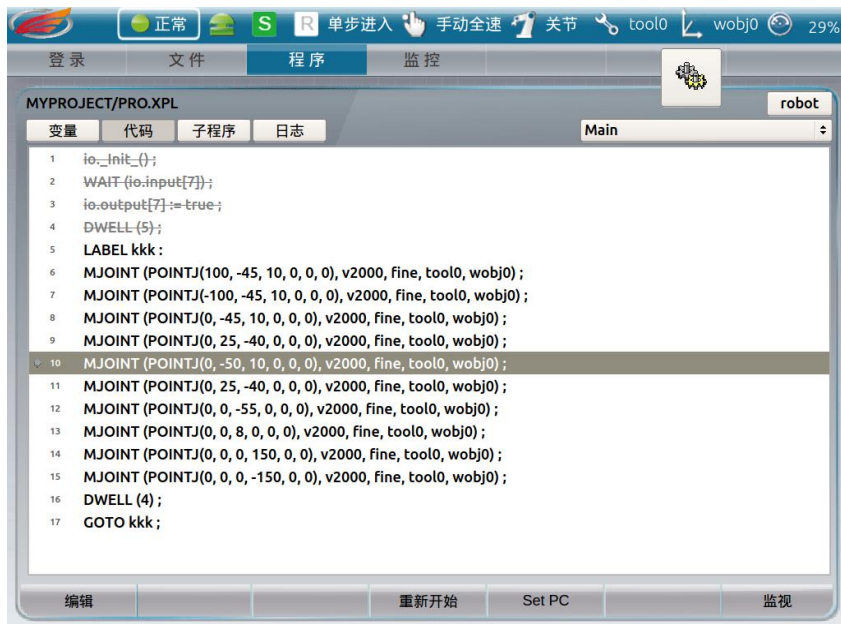 正常 S R 单步进入 手动全速 关节 tool0 wobj0 29%
登录 文件 程序 监控
MYPROJECT/PRO.XPL robot
变量 代码 子程序 日志 Main
1 io._Init_() ;
2 WAIT (io.input[7]) ;
3 io.output[7] := true ;
4 DWELL (5) ;
5 LABEL kkk :
6 MJOINT (POINTJ(100, -45, 10, 0, 0, 0), v2000, fine, tool0, wobj0) ;
7 MJOINT (POINTJ(-100, -45, 10, 0, 0, 0), v2000, fine, tool0, wobj0) ;
8 MJOINT (POINTJ(0, -45, 10, 0, 0, 0), v2000, fine, tool0, wobj0) ;
9 MJOINT (POINTJ(0, 25, -40, 0, 0, 0), v2000, fine, tool0, wobj0) ;
10 MJOINT (POINTJ(0, -50, 10, 0, 0, 0), v2000, fine, tool0, wobj0) ;
11 MJOINT (POINTJ(0, 25, -40, 0, 0, 0), v2000, fine, tool0, wobj0) ;
12 MJOINT (POINTJ(0, 0, -55, 0, 0, 0), v2000, fine, tool0, wobj0) ;
13 MJOINT (POINTJ(0, 0, 8, 0, 0, 0), v2000, fine, tool0, wobj0) ;
14 MJOINT (POINTJ(0, 0, 0, 150, 0, 0), v2000, fine, tool0, wobj0) ;
15 MJOINT (POINTJ(0, 0, 0, -150, 0, 0), v2000, fine, tool0, wobj0) ;
16 DWELL (4) ;
17 GOTO kkk ;
编辑 重新开始 Set PC 监视